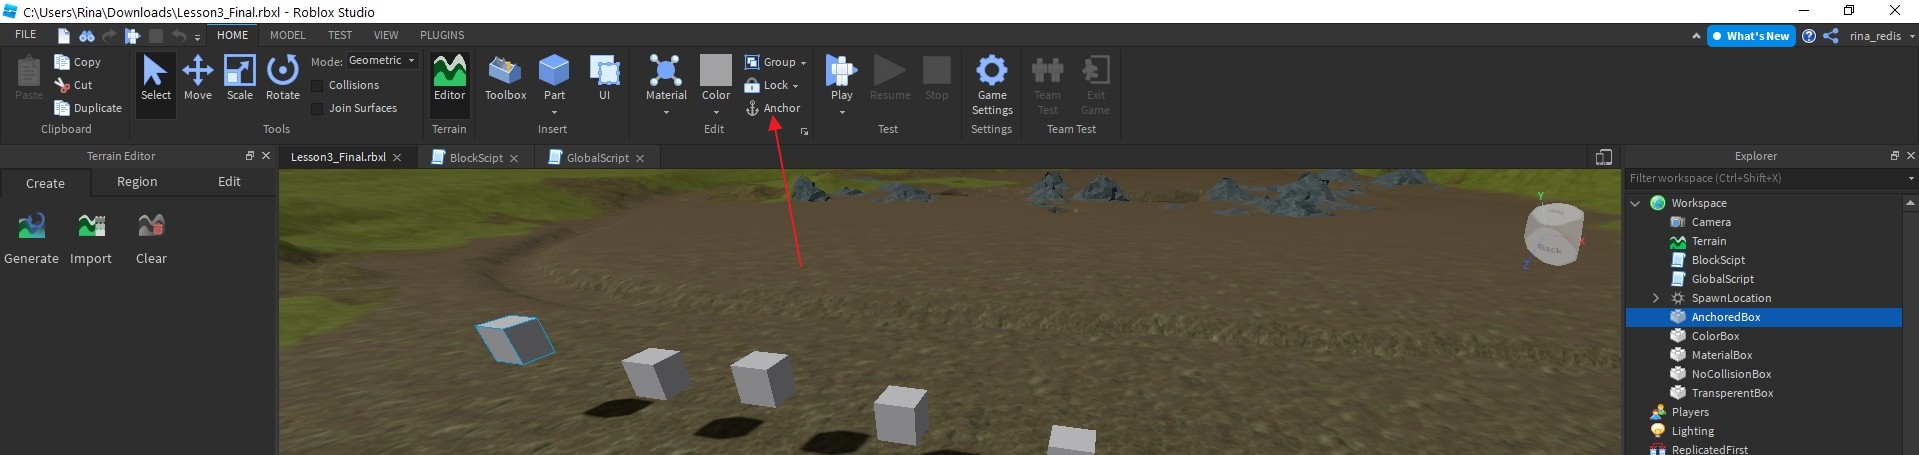 C:\Users\Rina\Downloads\Lesson3_Final.rbxl - Roblox Studio
FILE HOME MODEL TEST VIEW PLUGINS What's New rina_redis
Paste Copy Cut Duplicate
Clipboard
Select Move Scale Rotate Mode: Geometric Collisions Join Surfaces
Tools
Editor
Terrain
Toolbox Part UI
Insert
Material Color Group Lock Anchor
Edit
Play Resume Stop
Test
Game Settings
Settings
Team Test Exit Game
Team Test
Terrain Editor
Lesson3_Final.rbxl BlockScipt GlobalScript
Create Region Edit
Generate Import Clear
Back
Y
X
Z
Explorer
Filter workspace (Ctrl+Shift+X)
Workspace
Camera
Terrain
BlockScipt
GlobalScript
SpawnLocation
AnchoredBox
ColorBox
MaterialBox
NoCollisionBox
TransperentBox
Players
Lighting
ReplicatedFirst